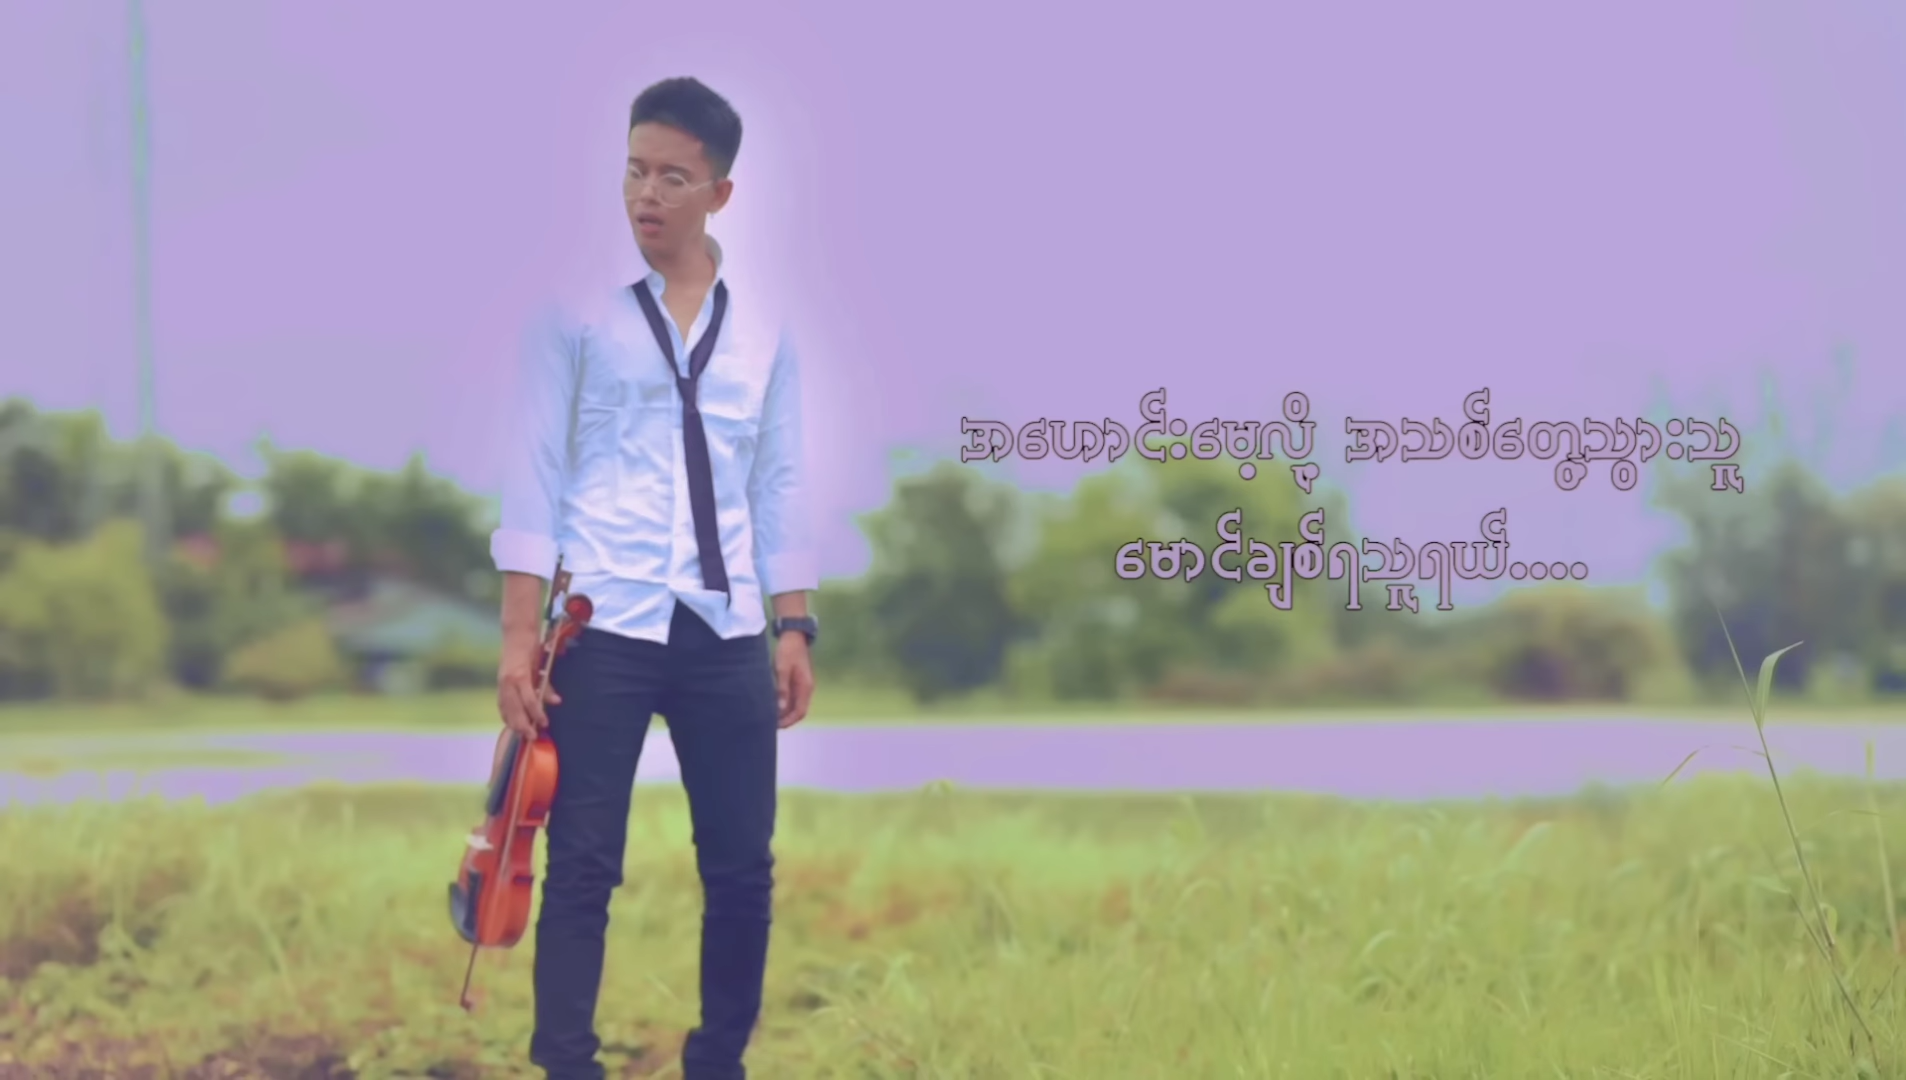 အဟောင်းမေ့လို့ အသစ်တွေ့သွားသူ
မောင်ချစ်ရသူရယ်....